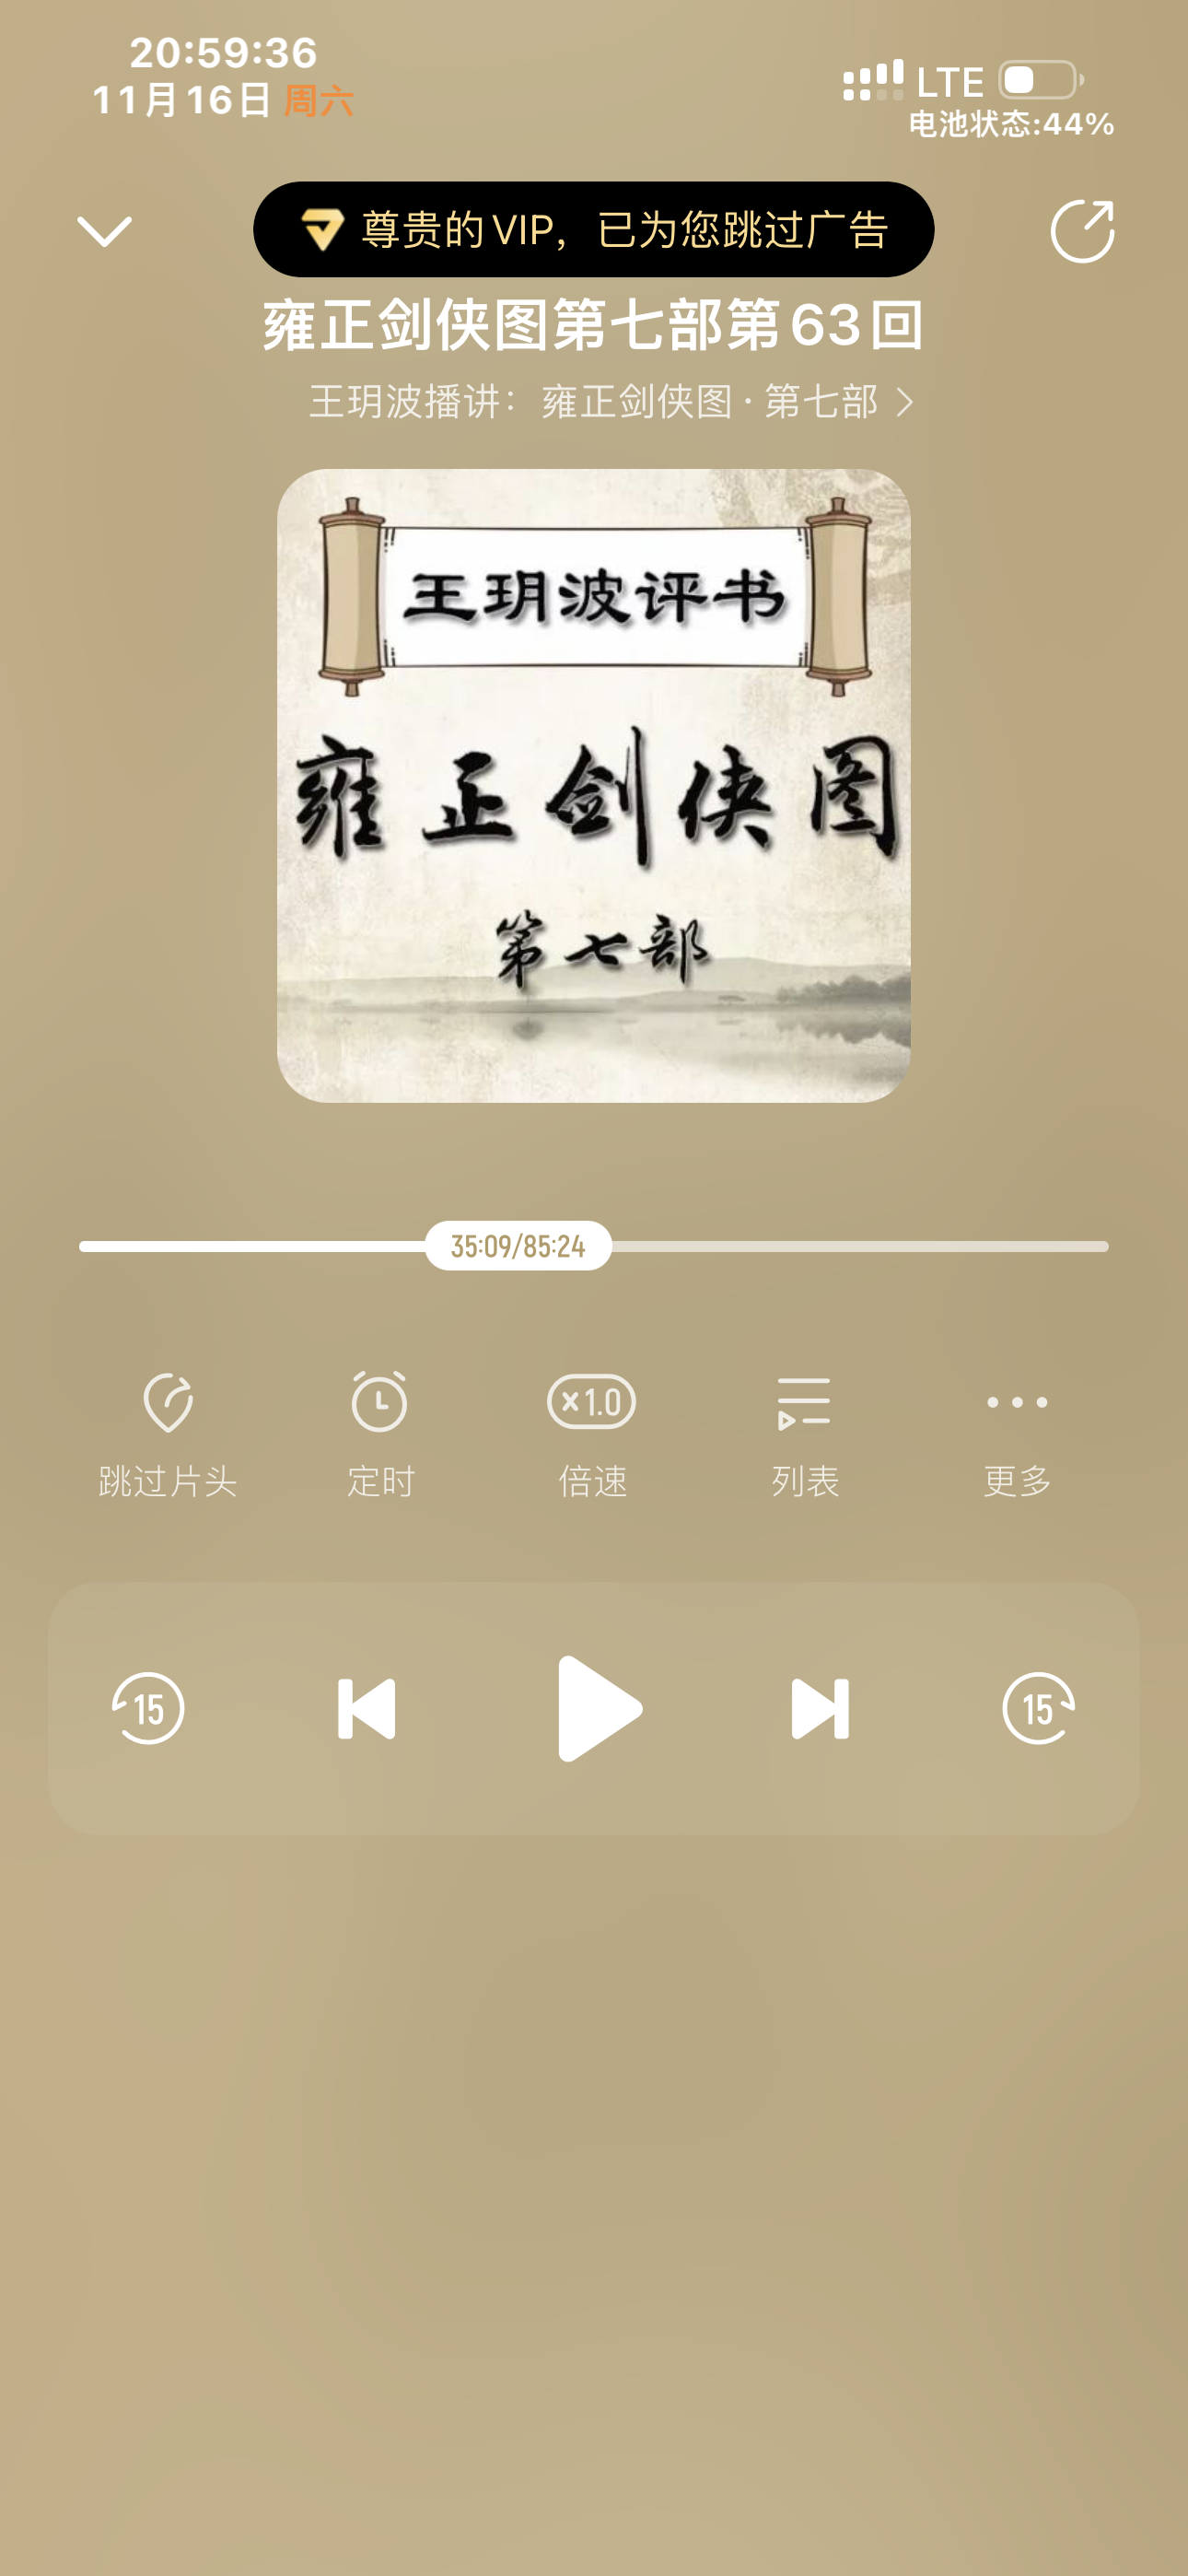 20:59:36
11月16日 周六
LTE
电池状态:44%
尊贵的VIP，已为您跳过广告
雍正剑侠图第七部第63回
王玥波播讲：雍正剑侠图·第七部
王玥波评书
雍正剑侠图
第七部
35:09/85:24
×1.0
跳过片头 定时 倍速 列表 更多
15 15